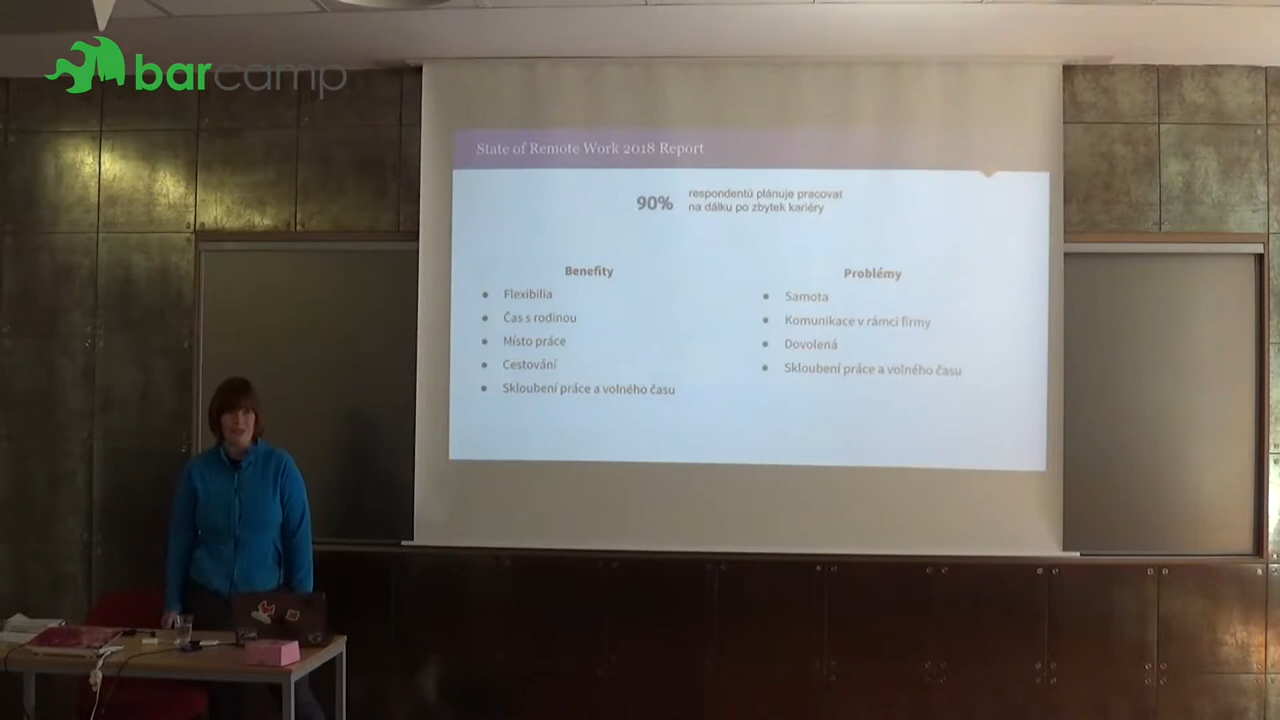 barcamp
State of Remote Work 2018 Report
90%
respondentů plánuje pracovat
na dálku po zbytek kariéry
Benefity
Flexibilia
Čas s rodinou
Místo práce
Cestování
Skloubení práce a volného času
Problémy
Samota
Komunikace v rámci firmy
Dovolená
Skloubení práce a volného času